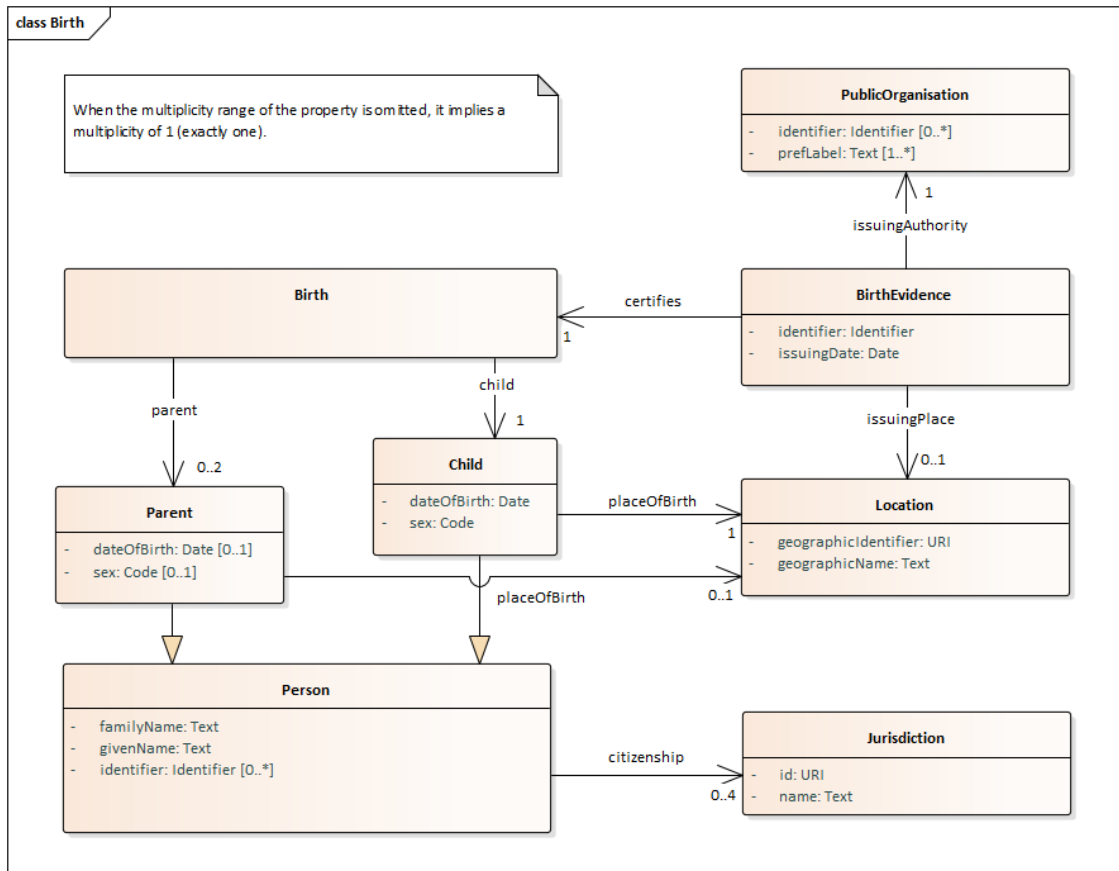 class Birth
When the multiplicity range of the property is omitted, it implies a
multiplicity of 1 (exactly one).
PublicOrganisation
- identifier: Identifier [0..*]
- prefLabel: Text [1..*]
1
issuingAuthority
Birth
certifies
1
BirthEvidence
- identifier: Identifier
- issuingDate: Date
parent
0..2
child
1
issuingPlace
0..1
Parent
- dateOfBirth: Date [0..1]
- sex: Code [0..1]
Child
- dateOfBirth: Date
- sex: Code
placeOfBirth
1
Location
- geographicIdentifier: URI
- geographicName: Text
placeOfBirth
0..1
Person
- familyName: Text
- givenName: Text
- identifier: Identifier [0..*]
citizenship
0..4
Jurisdiction
- id: URI
- name: Text